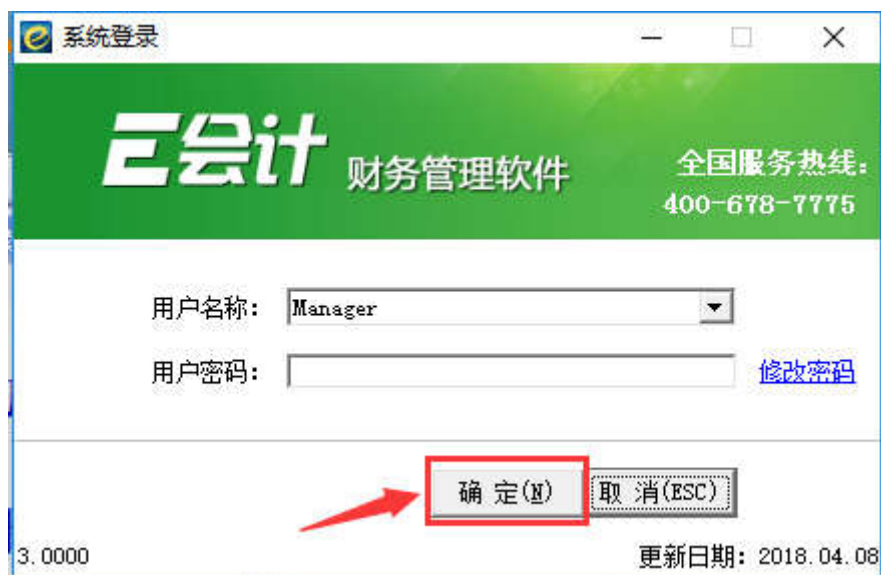 系统登录
E会计 财务管理软件
全国服务热线：
400-678-7775
用户名称： Manager
用户密码： 修改密码
确 定(N) 取 消(ESC)
3.0000 更新日期：2018.04.08